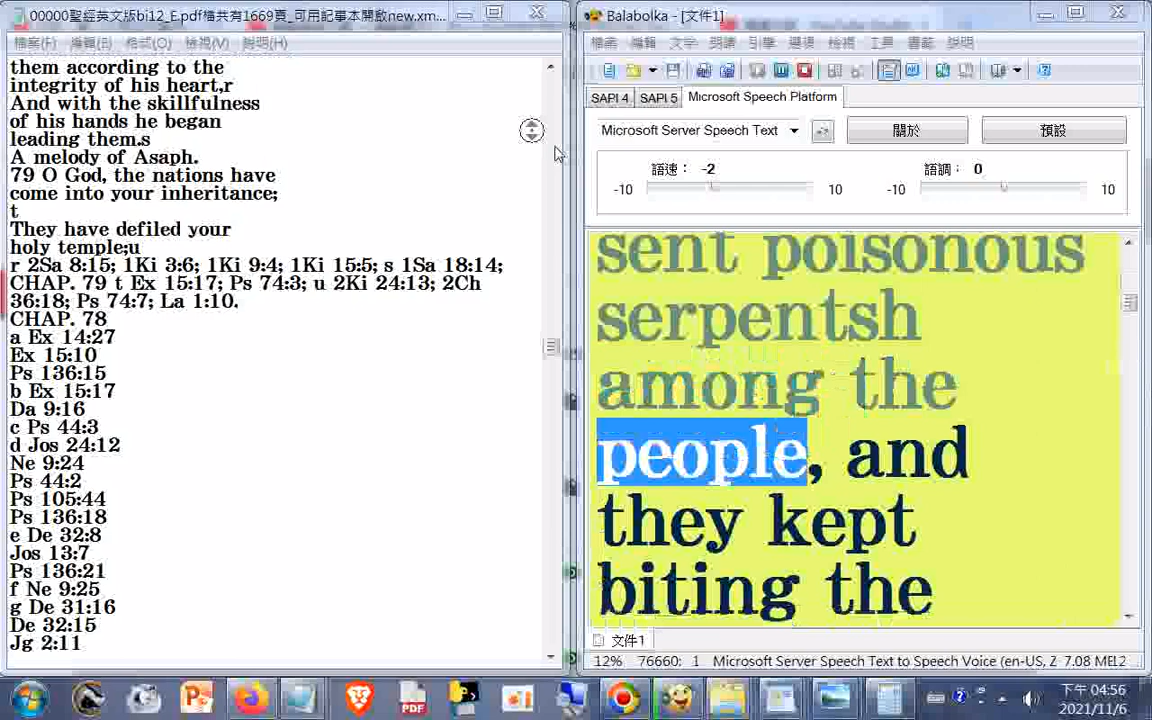 00000聖經英文版bi12_E.pdf檔共有1669頁_可用記事本開啟new.xm...
檔案(F) 編輯(E) 格式(O) 檢視(V) 說明(H)
them according to the
integrity of his heart,r
And with the skillfulness
of his hands he began
leading them.s
A melody of Asaph.
79 O God, the nations have
come into your inheritance;
t
They have defiled your
holy temple;u
r 2Sa 8:15; 1Ki 3:6; 1Ki 9:4; 1Ki 15:5; s 1Sa 18:14;
CHAP. 79 t Ex 15:17; Ps 74:3; u 2Ki 24:13; 2Ch
36:18; Ps 74:7; La 1:10.
CHAP. 78
a Ex 14:27
Ex 15:10
Ps 136:15
b Ex 15:17
Da 9:16
c Ps 44:3
d Jos 24:12
Ne 9:24
Ps 44:2
Ps 105:44
Ps 136:18
e De 32:8
Jos 13:7
Ps 136:21
f Ne 9:25
g De 31:16
De 32:15
Jg 2:11
Balabolka - [文件1]
檔案 編輯 文字 朗讀 引擎 選項 檢視 工具 書籤 說明
SAPI 4 SAPI 5 Microsoft Speech Platform
Microsoft Server Speech Text 關於 預設
語速: -2 語調: 0
-10 10 -10 10
sent poisonous
serpentsh
among the
people, and
they kept
biting the
文件1
12% 76660: 1 Microsoft Server Speech Text to Speech Voice (en-US, Z 7.08 ME12
PDF
下午 04:56
2021/11/6